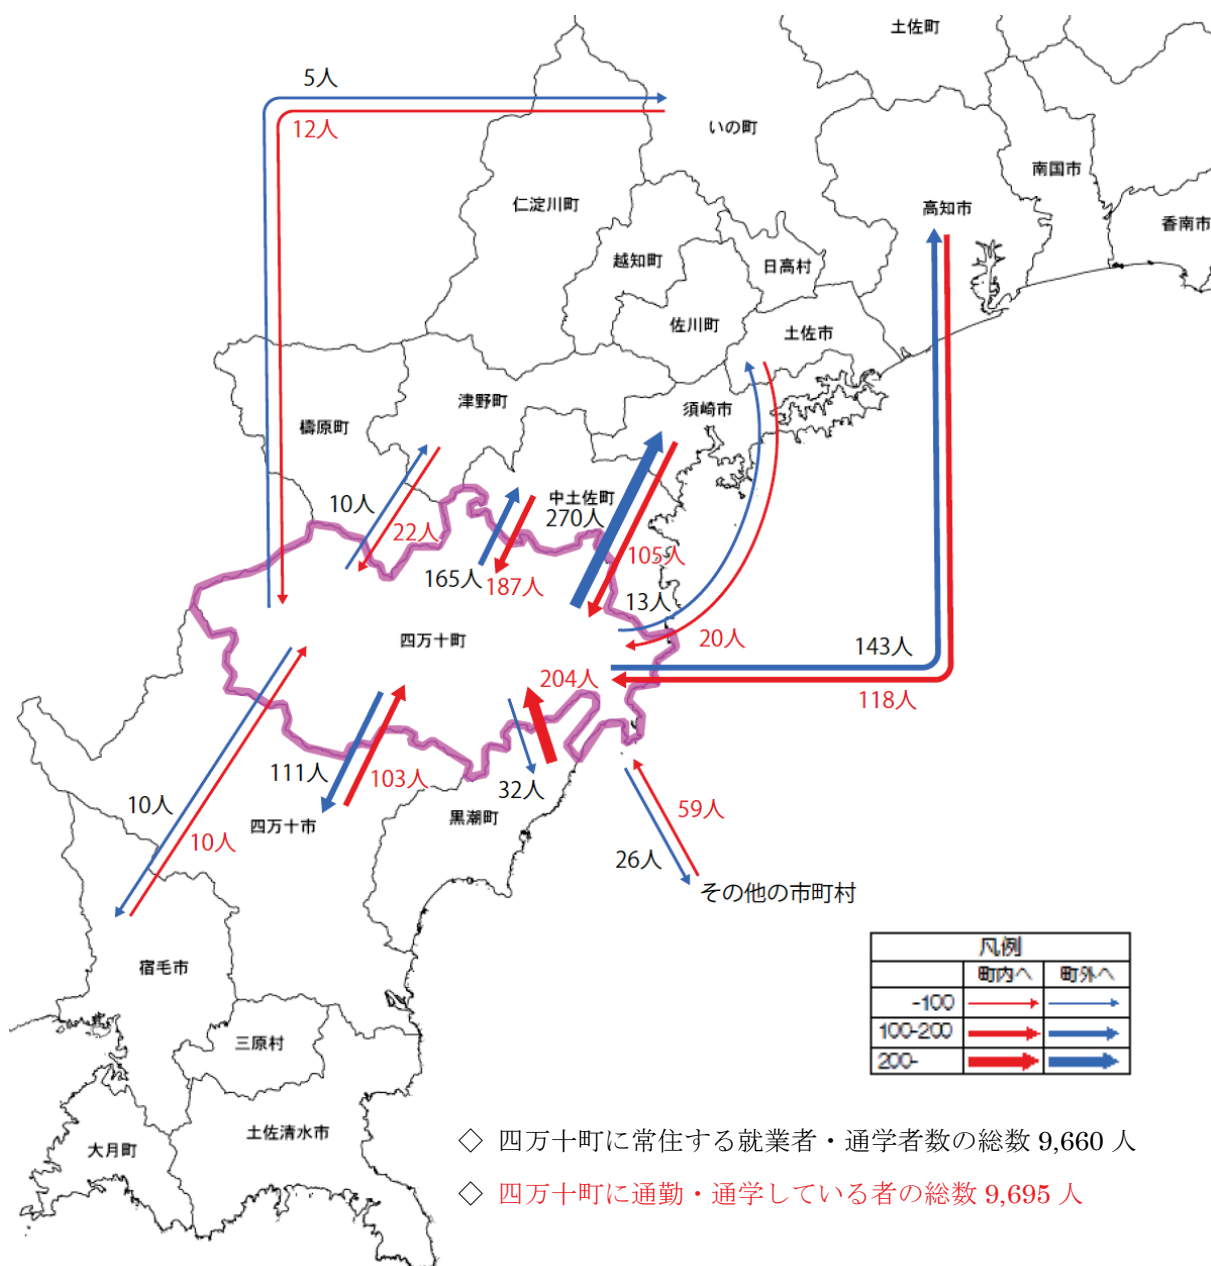 土佐町
5人
12人
いの町
南国市
仁淀川町
高知市
香南市
越知町
日高村
佐川町
土佐市
津野町
須崎市
檮原町
10人
22人
中土佐町
270人
105人
165人
187人
13人
20人
四万十町
143人
118人
204人
111人
103人
32人
10人
10人
四万十市
黒潮町
59人
26人
その他の市町村
凡例
町内へ 町外へ
-100
100-200
200-
宿毛市
三原村
大月町
土佐清水市
◇ 四万十町に常住する就業者・通学者数の総数 9,660 人
◇ 四万十町に通勤・通学している者の総数 9,695 人